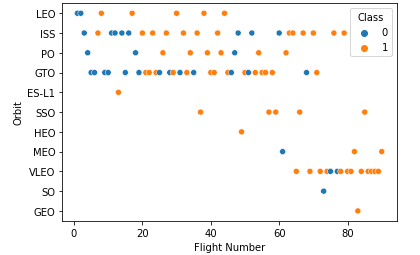 LEO
ISS
PO
GTO
ES-L1
SSO
HEO
MEO
VLEO
SO
GEO
Orbit
Class
0
1
0 20 40 60 80
Flight Number